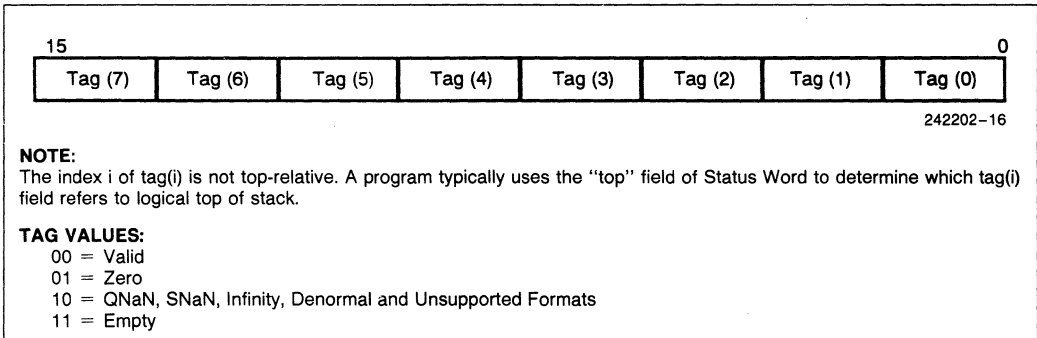 15 0
Tag (7) Tag (6) Tag (5) Tag (4) Tag (3) Tag (2) Tag (1) Tag (0)
242202-16
NOTE:
The index i of tag(i) is not top-relative. A program typically uses the "top" field of Status Word to determine which tag(i)
field refers to logical top of stack.
TAG VALUES:
00 = Valid
01 = Zero
10 = QNaN, SNaN, Infinity, Denormal and Unsupported Formats
11 = Empty